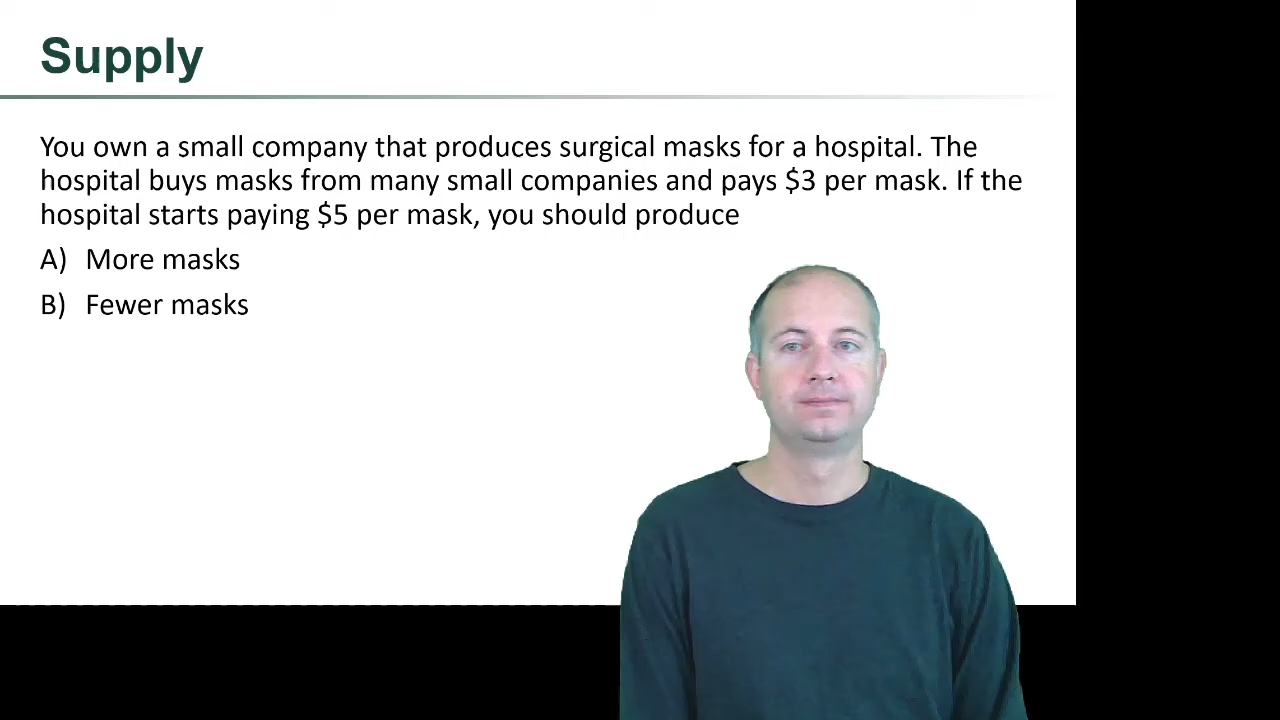 Supply
You own a small company that produces surgical masks for a hospital. The
hospital buys masks from many small companies and pays $3 per mask. If the
hospital starts paying $5 per mask, you should produce
A) More masks
B) Fewer masks